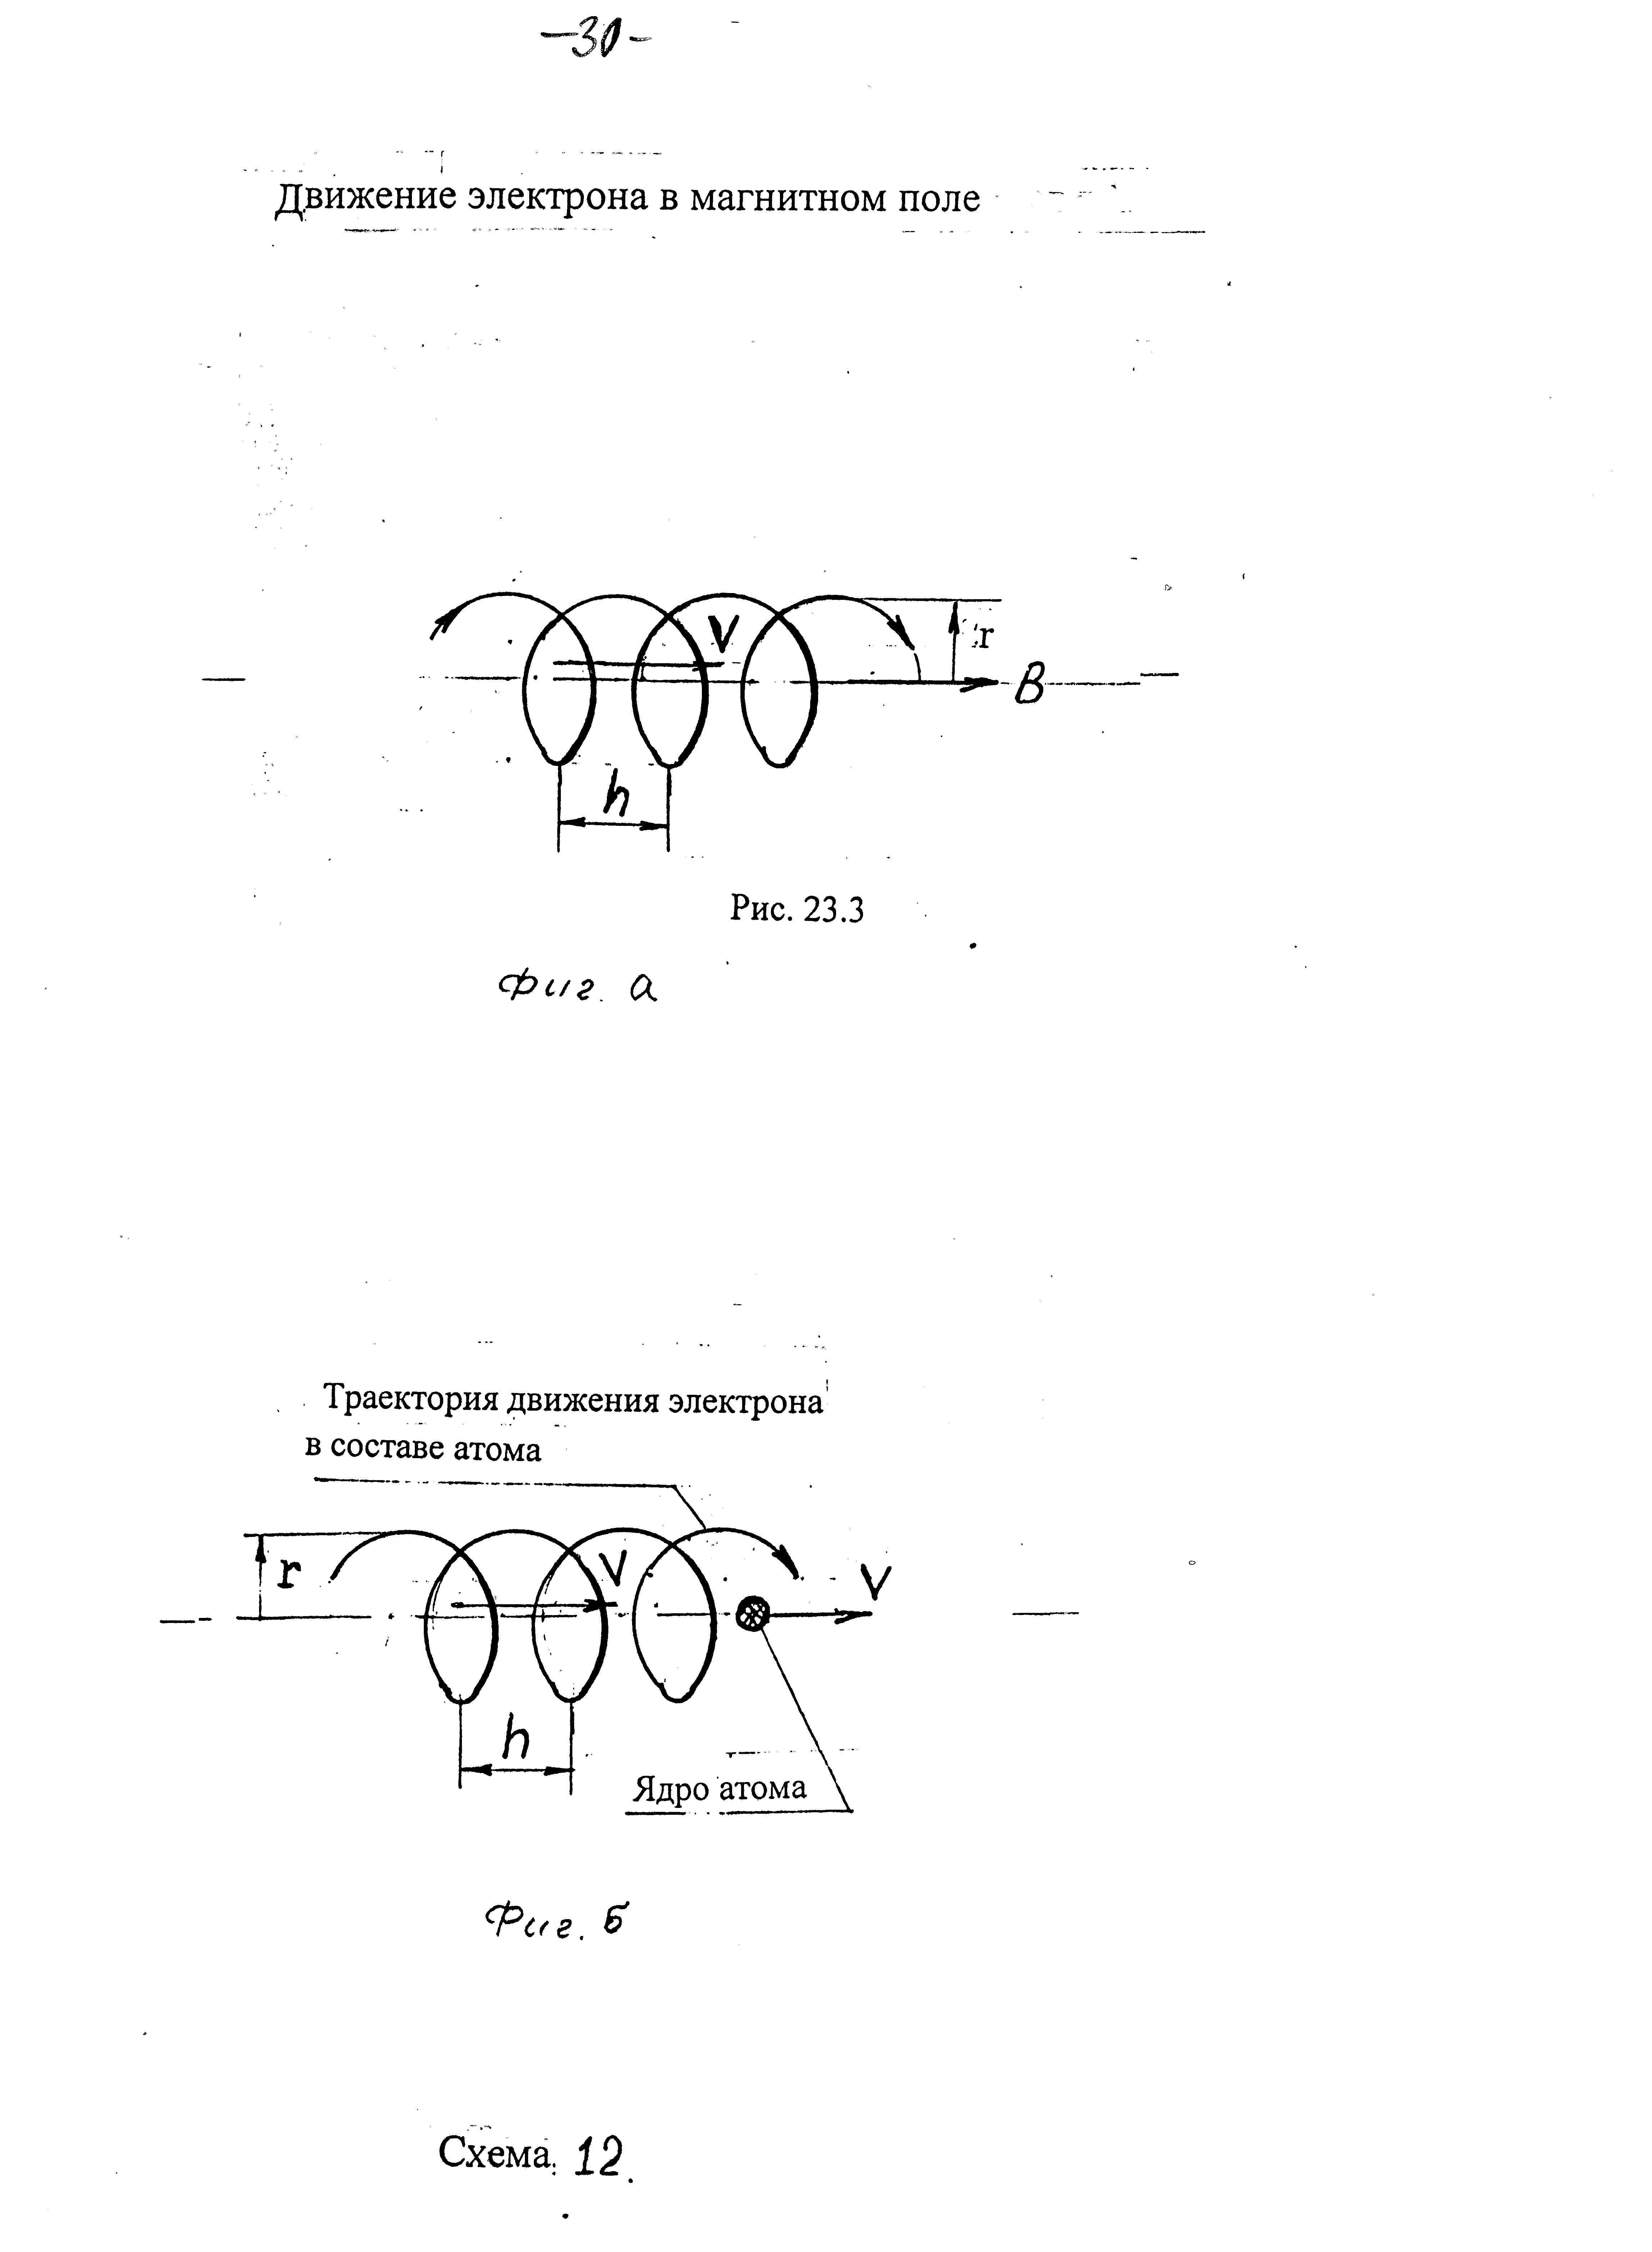 -30-
Движение электрона в магнитном поле
V
r
B
h
Рис. 23.3
Фиг. а
Траектория движения электрона
в составе атома
r
V
V
h
Ядро атома
Фиг. Б
Схема. 12.